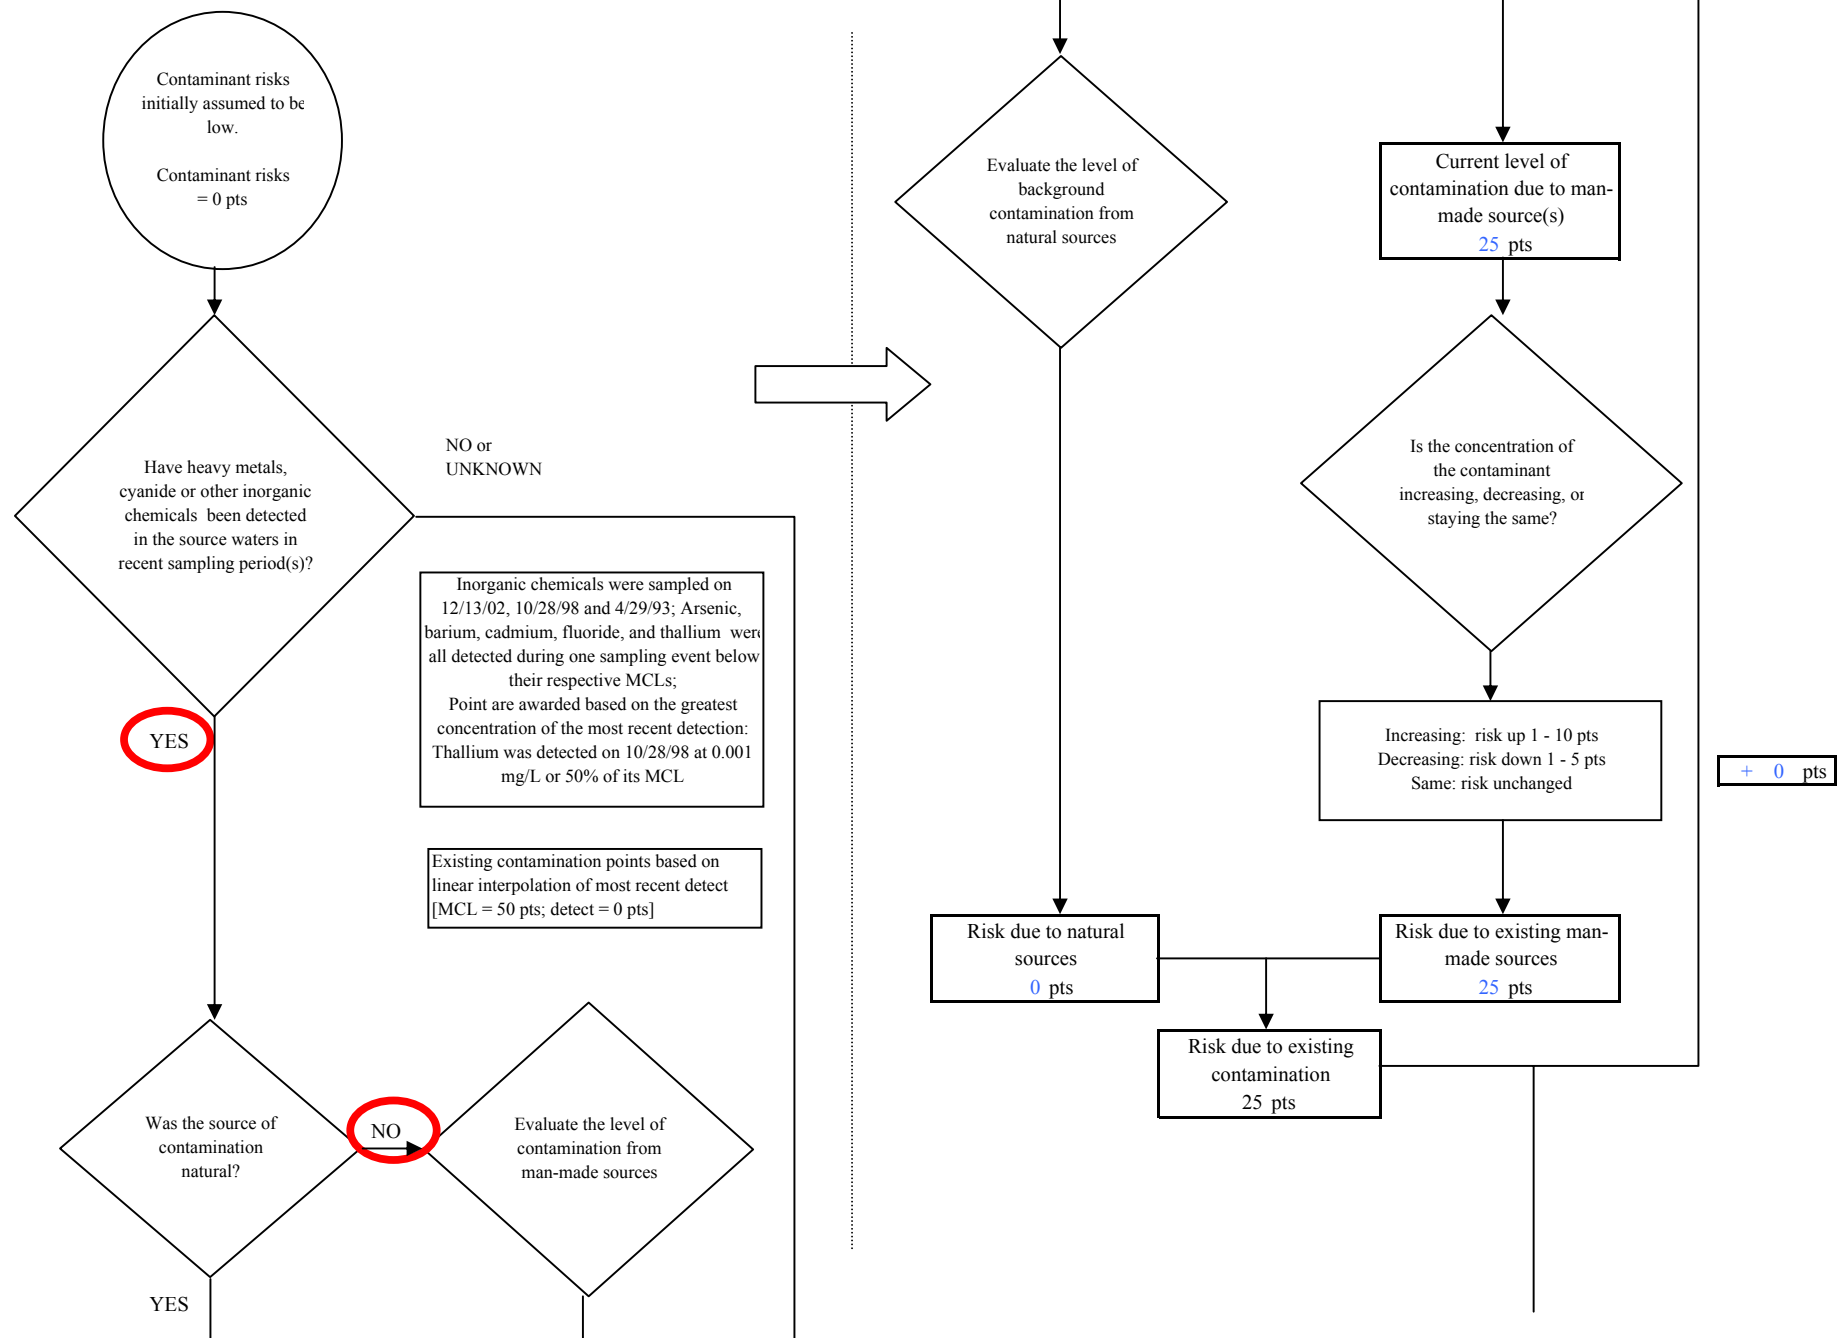 Contaminant risks
initially assumed to be
low.
Contaminant risks
= 0 pts
Have heavy metals,
cyanide or other inorganic
chemicals been detected
in the source waters in
recent sampling period(s)?
NO or
UNKNOWN
Inorganic chemicals were sampled on
12/13/02, 10/28/98 and 4/29/93; Arsenic,
barium, cadmium, fluoride, and thallium were
all detected during one sampling event below
their respective MCLs;
Point are awarded based on the greatest
concentration of the most recent detection:
Thallium was detected on 10/28/98 at 0.001
mg/L or 50% of its MCL
YES
Existing contamination points based on
linear interpolation of most recent detect
[MCL = 50 pts; detect = 0 pts]
Was the source of
contamination
natural?
NO
Evaluate the level of
contamination from
man-made sources
YES
Evaluate the level of
background
contamination from
natural sources
Current level of
contamination due to man-
made source(s)
25 pts
Is the concentration of
the contaminant
increasing, decreasing, or
staying the same?
Increasing: risk up 1 - 10 pts
Decreasing: risk down 1 - 5 pts
Same: risk unchanged
+ 0 pts
Risk due to natural
sources
0 pts
Risk due to existing man-
made sources
25 pts
Risk due to existing
contamination
25 pts